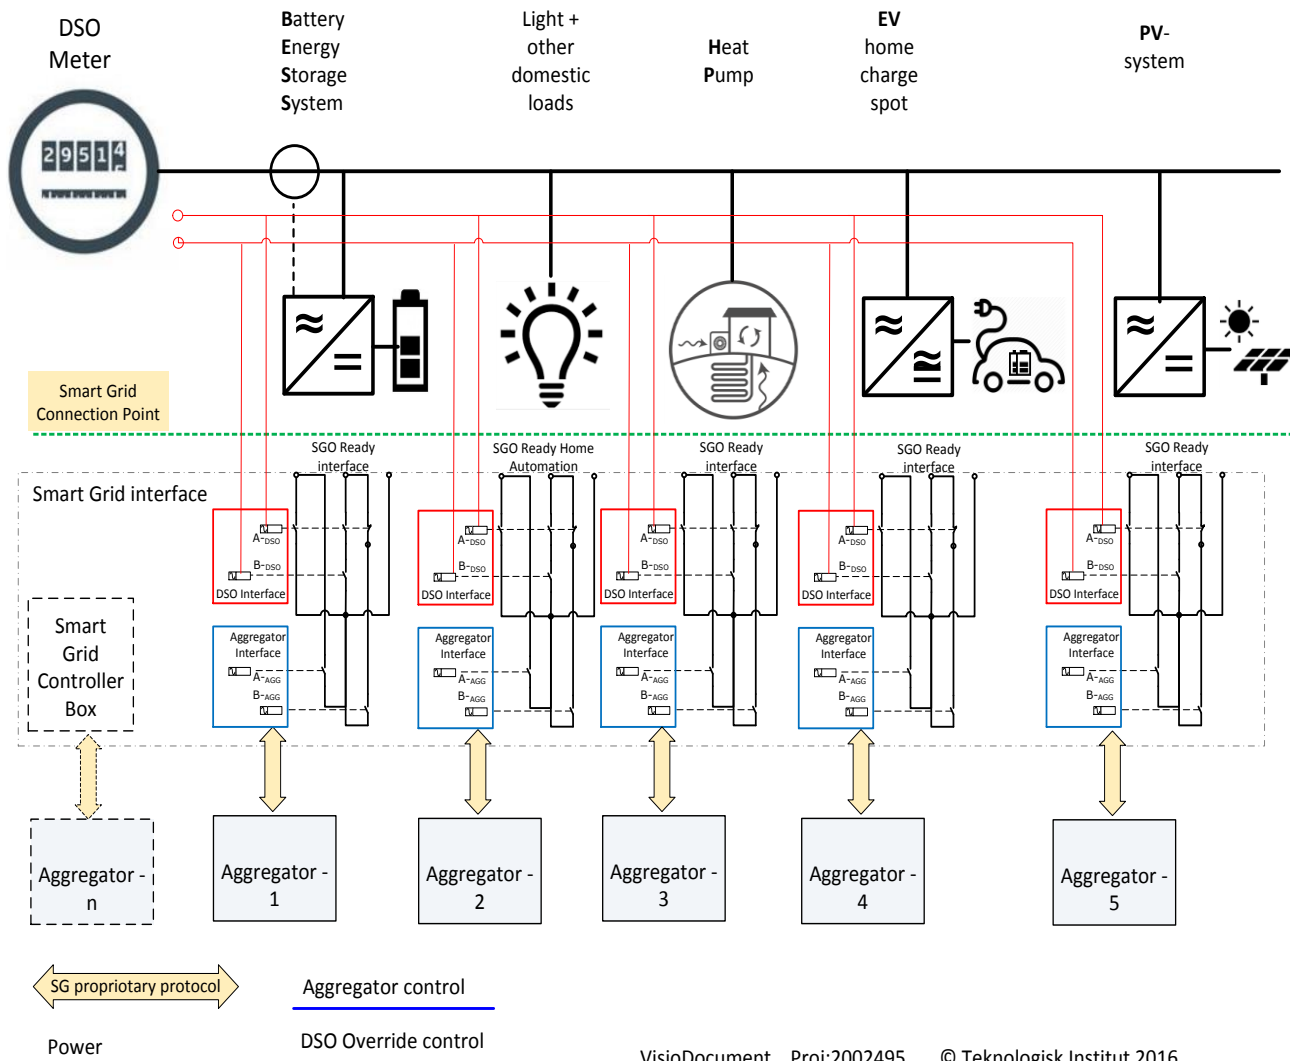 DSO
Meter
Battery
Energy
Storage
System
Light +
other
domestic
loads
Heat
Pump
EV
home
charge
spot
PV-
system
29514
Smart Grid
Connection Point
SGO Ready
interface
SGO Ready Home
Automation
SGO Ready
interface
SGO Ready
interface
SGO Ready
interface
Smart Grid interface
A-DSO
B-DSO
DSO Interface
A-DSO
B-DSO
DSO Interface
A-DSO
B-DSO
DSO Interface
A-DSO
B-DSO
DSO Interface
A-DSO
B-DSO
DSO Interface
Smart
Grid
Controller
Box
Aggregator
Interface
A-AGG
B-AGG
Aggregator
Interface
A-AGG
B-AGG
Aggregator
Interface
A-AGG
B-AGG
Aggregator
Interface
A-AGG
B-AGG
Aggregator
Interface
A-AGG
B-AGG
Aggregator -
n
Aggregator -
1
Aggregator -
2
Aggregator -
3
Aggregator -
4
Aggregator -
5
SG propriotary protocol
Aggregator control
Power
DSO Override control
VisioDocument Proj:2002495 © Teknologisk Institut 2016